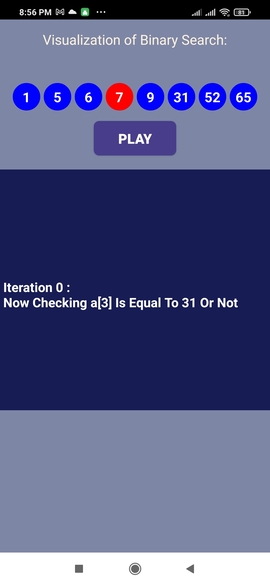 8:56 PM
81
Visualization of Binary Search:
1 5 6 7 9 31 52 65
PLAY
Iteration 0 :
Now Checking a[3] Is Equal To 31 Or Not